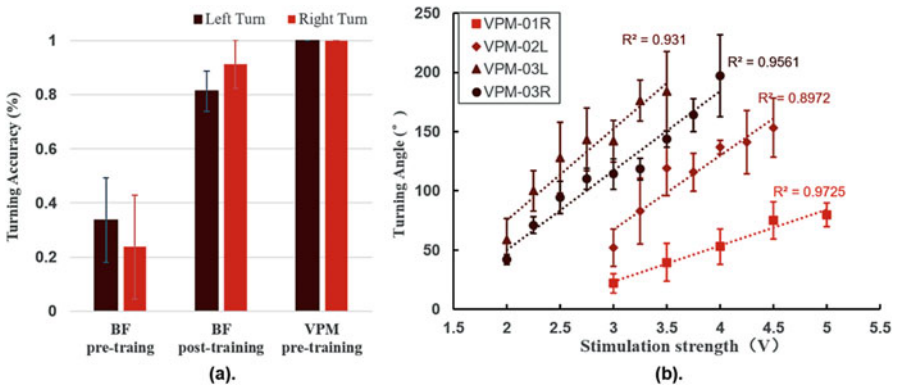 Left Turn
Right Turn
1
0.8
0.6
0.4
0.2
0
Turning Accuracy (%)
BF
pre-traing
BF
post-training
VPM
pre-training
(a).
250
200
150
100
50
0
Turning Angle (°)
VPM-01R
VPM-02L
VPM-03L
VPM-03R
R² = 0.931
R² = 0.9561
R² = 0.8972
R² = 0.9725
1.5 2 2.5 3 3.5 4 4.5 5 5.5
Stimulation strength（V）
(b).